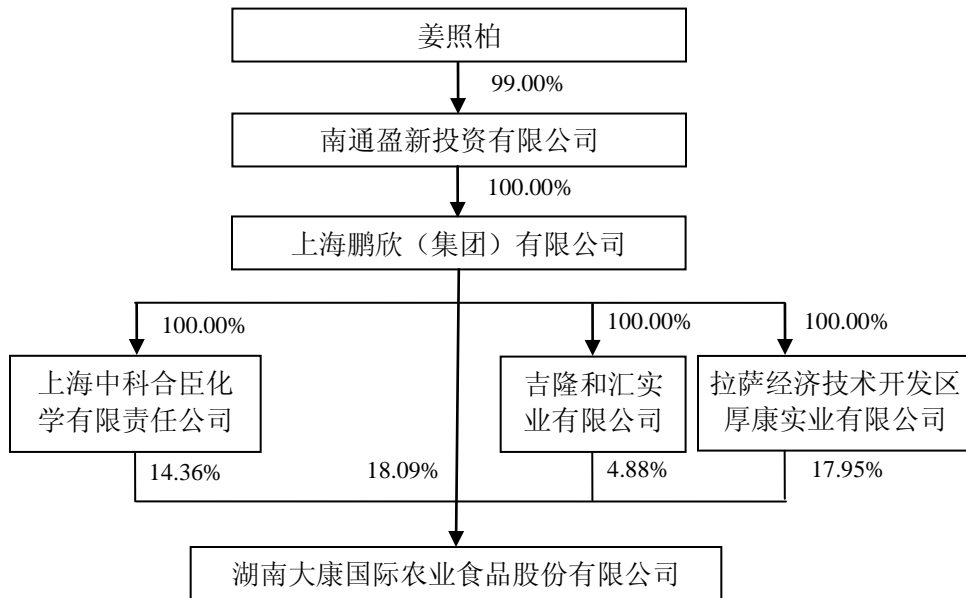 姜照柏
99.00%
南通盈新投资有限公司
100.00%
上海鹏欣（集团）有限公司
100.00%
100.00%
100.00%
上海中科合臣化
学有限责任公司
吉隆和汇实
业有限公司
拉萨经济技术开发区
厚康实业有限公司
14.36%
18.09%
4.88%
17.95%
湖南大康国际农业食品股份有限公司